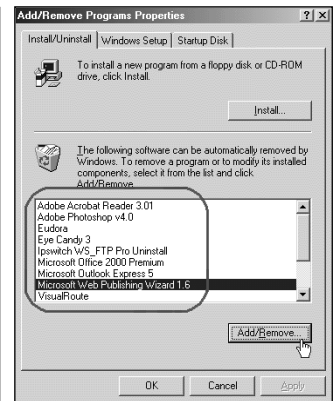 Add/Remove Programs Properties
Install/Uninstall Windows Setup Startup Disk
To install a new program from a floppy disk or CD-ROM
drive, click Install.
Install...
The following software can be automatically removed by
Windows. To remove a program or to modify its installed
components, select it from the list and click
Add/Remove.
Adobe Acrobat Reader 3.01
Adobe Photoshop v4.0
Eudora
Eye Candy 3
Ipswitch WS_FTP Pro Uninstall
Microsoft Office 2000 Premium
Microsoft Outlook Express 5
Microsoft Web Publishing Wizard 1.6
VisualRoute
Add/Remove...
OK Cancel Apply